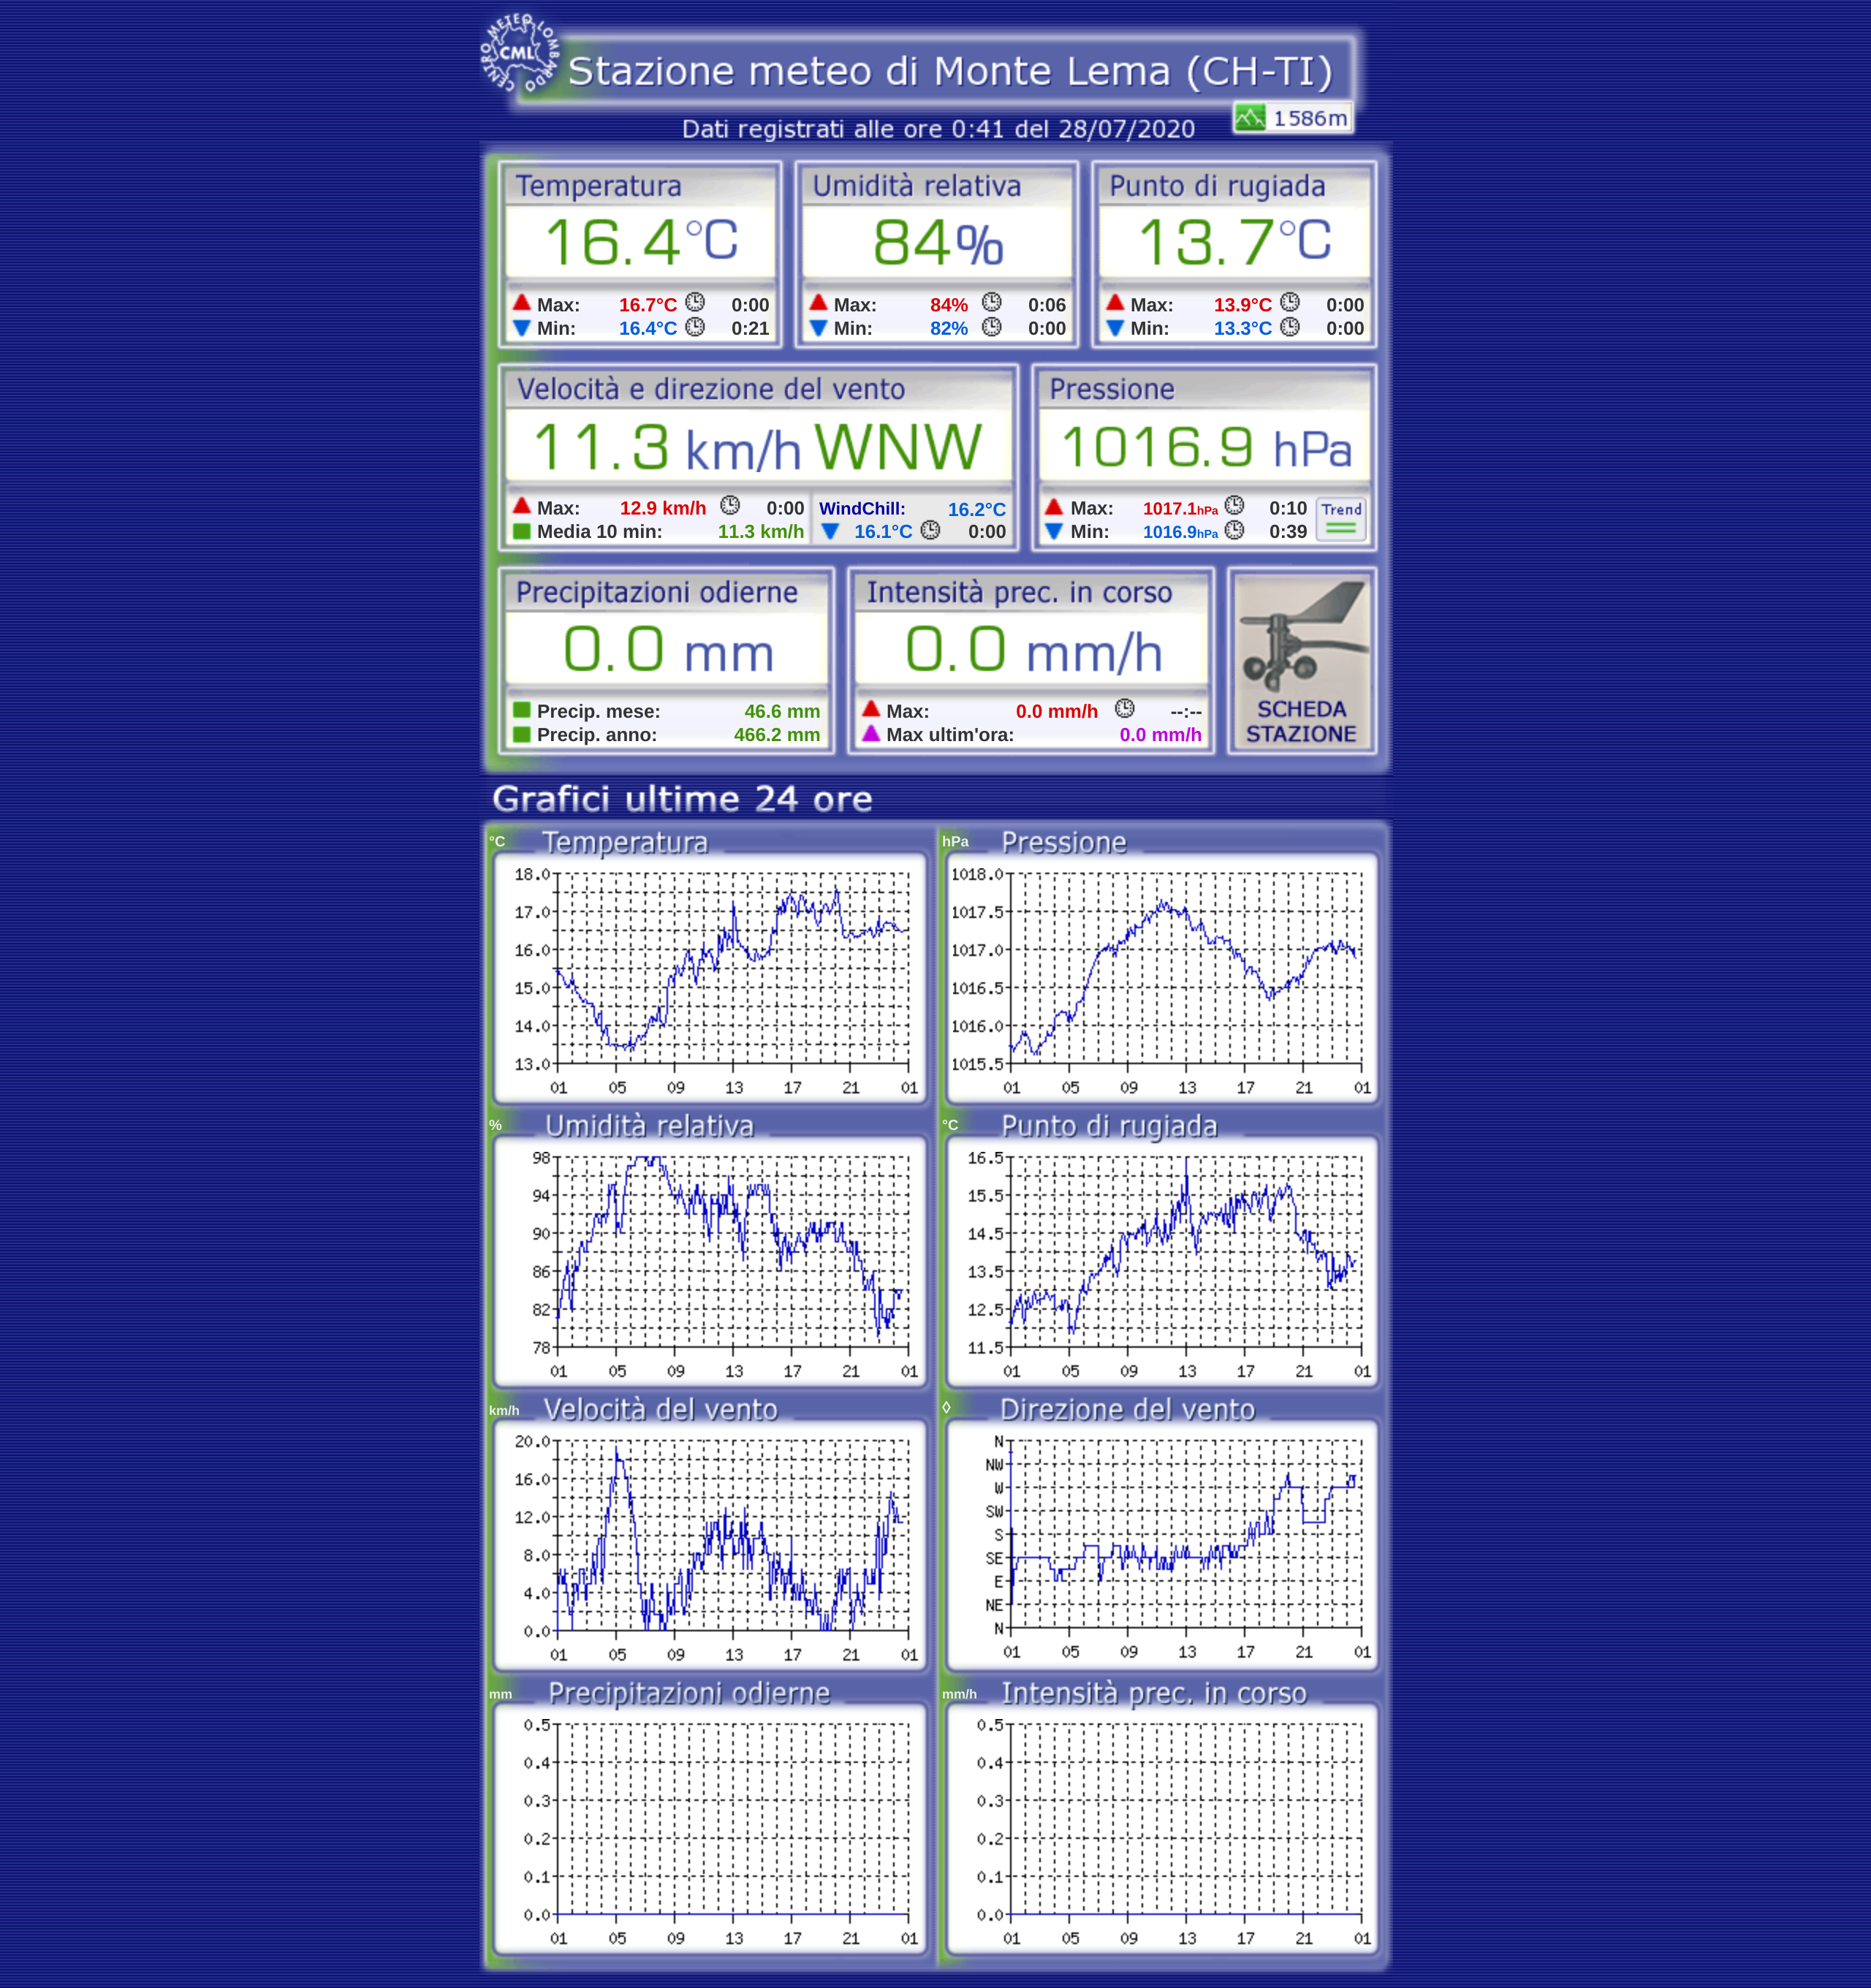 CENTRO METEO LOMBARDO
CML
Stazione meteo di Monte Lema (CH-TI)
1586m
Dati registrati alle ore 0:41 del 28/07/2020
Temperatura
16.4°C
Max: 16.7°C 0:00
Min: 16.4°C 0:21
Umidità relativa
84%
Max: 84% 0:06
Min: 82% 0:00
Punto di rugiada
13.7°C
Max: 13.9°C 0:00
Min: 13.3°C 0:00
Velocità e direzione del vento
11.3 km/h WNW
Max: 12.9 km/h 0:00
Media 10 min: 11.3 km/h
WindChill: 16.2°C
16.1°C 0:00
Pressione
1016.9 hPa
Max: 1017.1hPa 0:10
Min: 1016.9hPa 0:39
Trend
Precipitazioni odierne
0.0 mm
Precip. mese: 46.6 mm
Precip. anno: 466.2 mm
Intensità prec. in corso
0.0 mm/h
Max: 0.0 mm/h --:--
Max ultim'ora: 0.0 mm/h
SCHEDA
STAZIONE
Grafici ultime 24 ore
°C Temperatura
18.0
17.0
16.0
15.0
14.0
13.0
01 05 09 13 17 21 01
hPa Pressione
1018.0
1017.5
1017.0
1016.5
1016.0
1015.5
01 05 09 13 17 21 01
% Umidità relativa
98
94
90
86
82
78
01 05 09 13 17 21 01
°C Punto di rugiada
16.5
15.5
14.5
13.5
12.5
11.5
01 05 09 13 17 21 01
km/h Velocità del vento
20.0
16.0
12.0
8.0
4.0
0.0
01 05 09 13 17 21 01
◊ Direzione del vento
N
NW
W
SW
S
SE
E
NE
N
01 05 09 13 17 21 01
mm Precipitazioni odierne
0.5
0.4
0.3
0.2
0.1
0.0
01 05 09 13 17 21 01
mm/h Intensità prec. in corso
0.5
0.4
0.3
0.2
0.1
0.0
01 05 09 13 17 21 01